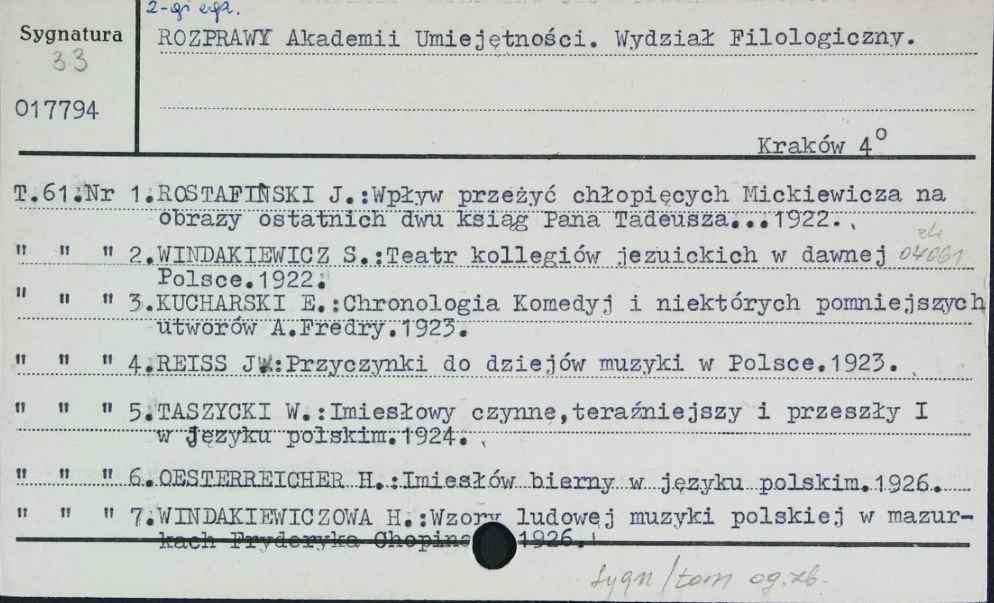 2-gi egz.
Sygnatura
33
017794
ROZPRAWY Akademii Umiejętności. Wydział Filologiczny.
Kraków 4°
T.61.Nr 1.ROSTAFIŃSKI J.:Wpływ przeżyć chłopięcych Mickiewicza na
obrazy ostatnich dwu ksiąg Pana Tadeusza...1922.
" " " 2.WINDAKIEWICZ S.:Teatr kollegiów jezuickich w dawnej 04061
Polsce.1922.
" " " 3.KUCHARSKI E.:Chronologia Komedyj i niektórych pomniejszych
utworów A.Fredry.1923.
" " " 4.REISS J.:Przyczynki do dziejów muzyki w Polsce.1923.
" " " 5.TASZYCKI W.:Imiesłowy czynne,teraźniejszy i przeszły I
w języku polskim.1924.
" " " 6.OESTERREICHER H.:Imiesłów bierny w języku polskim.1926.
" " " 7.WINDAKIEWICZOWA H.:Wzory ludowej muzyki polskiej w mazur-
kach Fryderyka Chopina 1926.
sygn/tom og.zb.